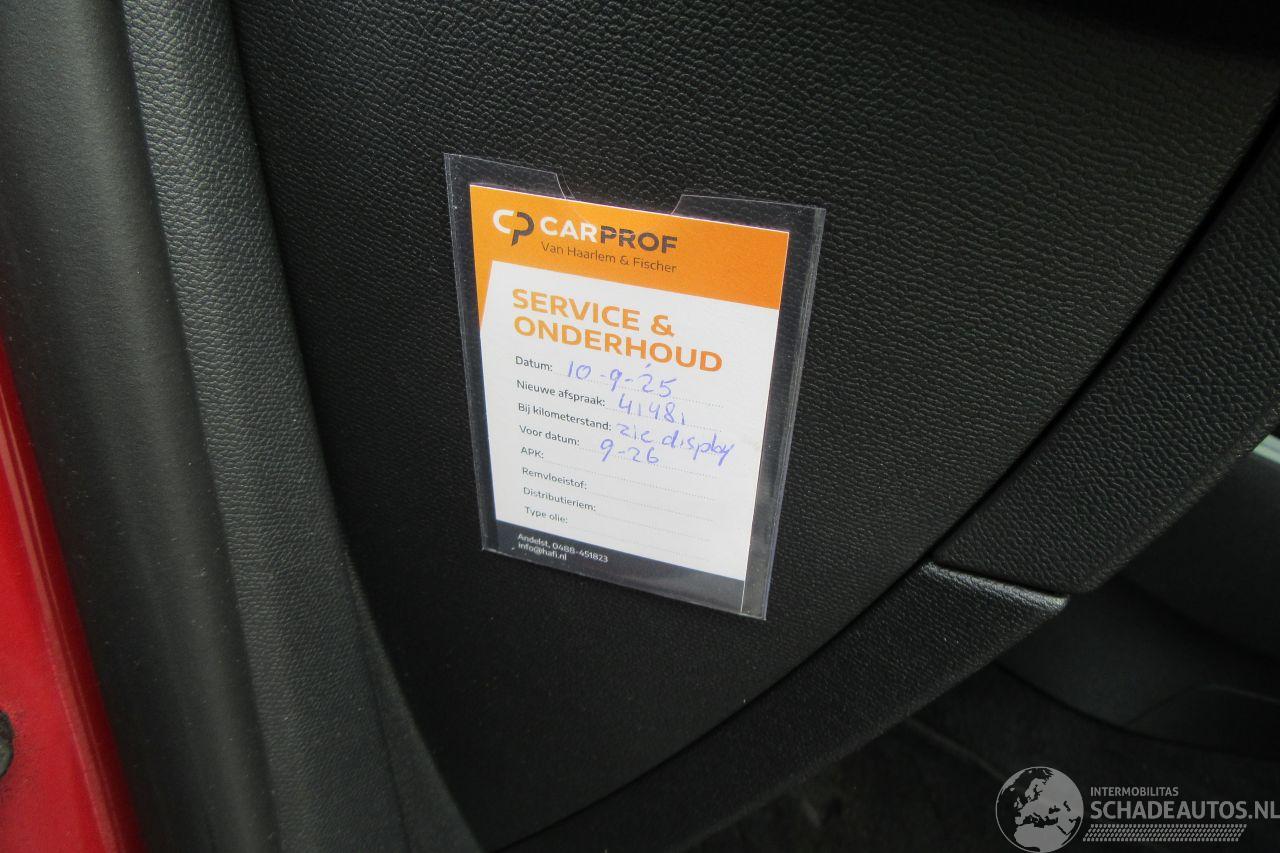 CP CARPROF
Van Haarlem & Fischer
SERVICE &
ONDERHOUD
Datum: 10-9-'25
Nieuwe afspraak: 41481
Bij kilometerstand: zie display
Voor datum: 9-26
APK:
Remvloeistof:
Distributieriem:
Type olie:
Andelst, 0488-451823
info@hafi.nl
INTERMOBILITAS
SCHADEAUTOS.NL